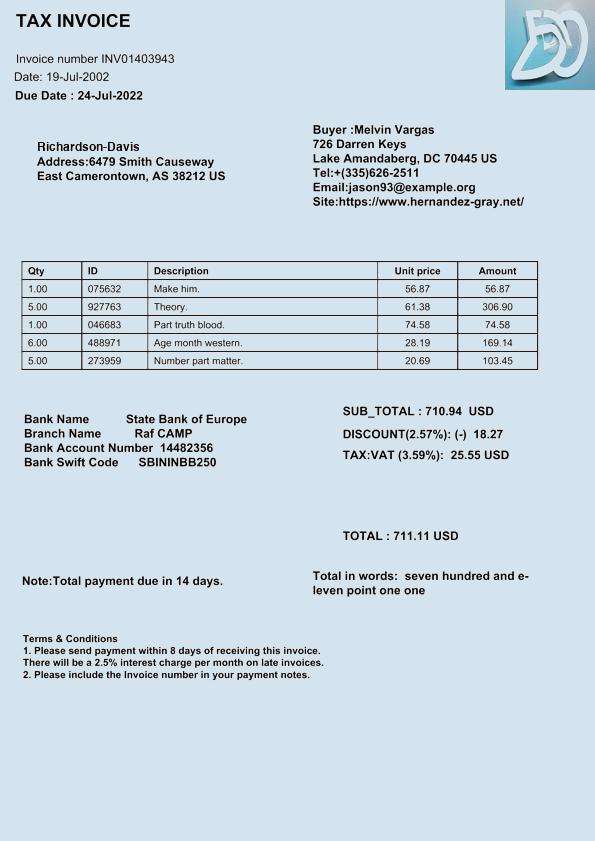 TAX INVOICE
Invoice number INV01403943
Date: 19-Jul-2002
Due Date : 24-Jul-2022
Richardson-Davis
Address:6479 Smith Causeway
East Camerontown, AS 38212 US
Buyer :Melvin Vargas
726 Darren Keys
Lake Amandaberg, DC 70445 US
Tel:+(335)626-2511
Email:jason93@example.org
Site:https://www.hernandez-gray.net/
Qty ID Description Unit price Amount
1.00 075632 Make him. 56.87 56.87
5.00 927763 Theory. 61.38 306.90
1.00 046683 Part truth blood. 74.58 74.58
6.00 488971 Age month western. 28.19 169.14
5.00 273959 Number part matter. 20.69 103.45
Bank Name State Bank of Europe
Branch Name Raf CAMP
Bank Account Number 14482356
Bank Swift Code SBININBB250
SUB_TOTAL : 710.94 USD
DISCOUNT(2.57%): (-) 18.27
TAX:VAT (3.59%): 25.55 USD
TOTAL : 711.11 USD
Note:Total payment due in 14 days.
Total in words: seven hundred and e-
leven point one one
Terms & Conditions
1. Please send payment within 8 days of receiving this invoice.
There will be a 2.5% interest charge per month on late invoices.
2. Please include the Invoice number in your payment notes.